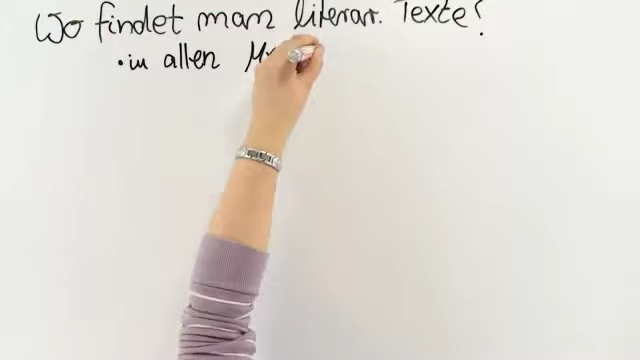 Wo findet man literar. Texte?
• in allen